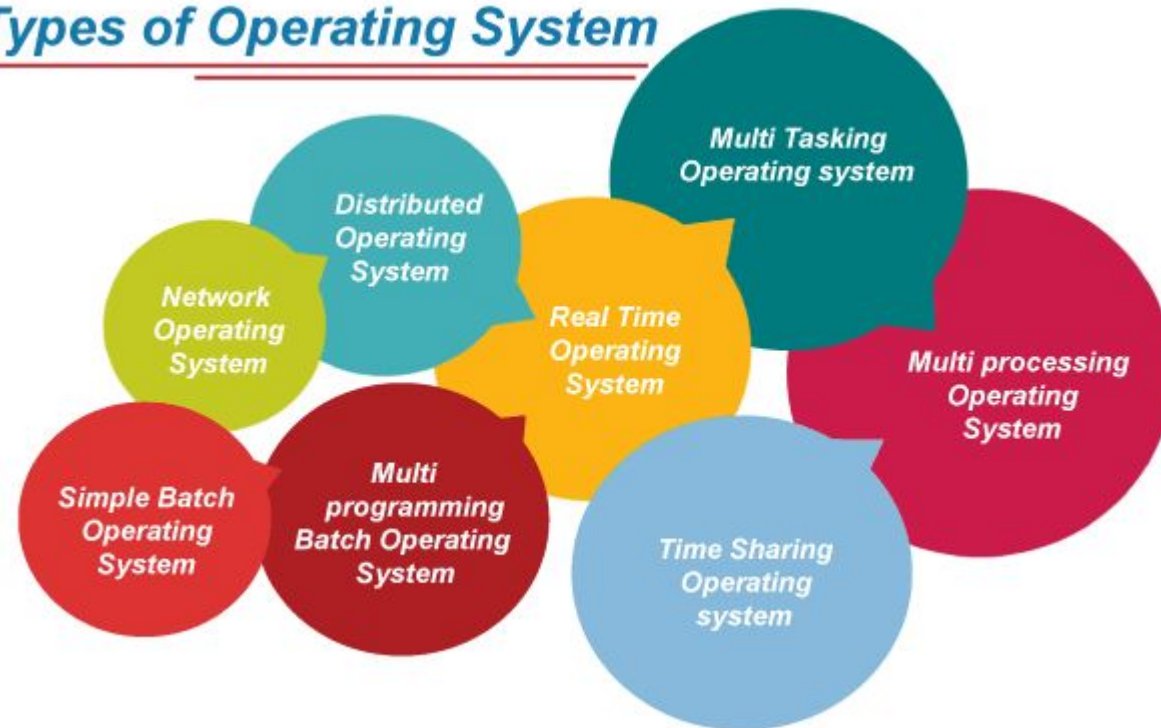 Types of Operating System
Multi Tasking
Operating system
Distributed
Operating
System
Network
Operating
System
Real Time
Operating
System
Multi processing
Operating
System
Simple Batch
Operating
System
Multi
programming
Batch Operating
System
Time Sharing
Operating
system